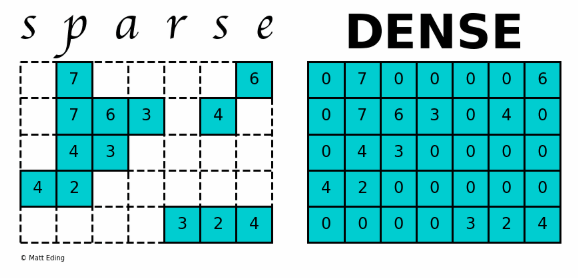 sparse DENSE
7 6 0 7 0 0 0 0 6
7 6 3 4 0 7 6 3 0 4 0
4 3 0 4 3 0 0 0 0
4 2 4 2 0 0 0 0 0
3 2 4 0 0 0 0 3 2 4
© Matt Eding